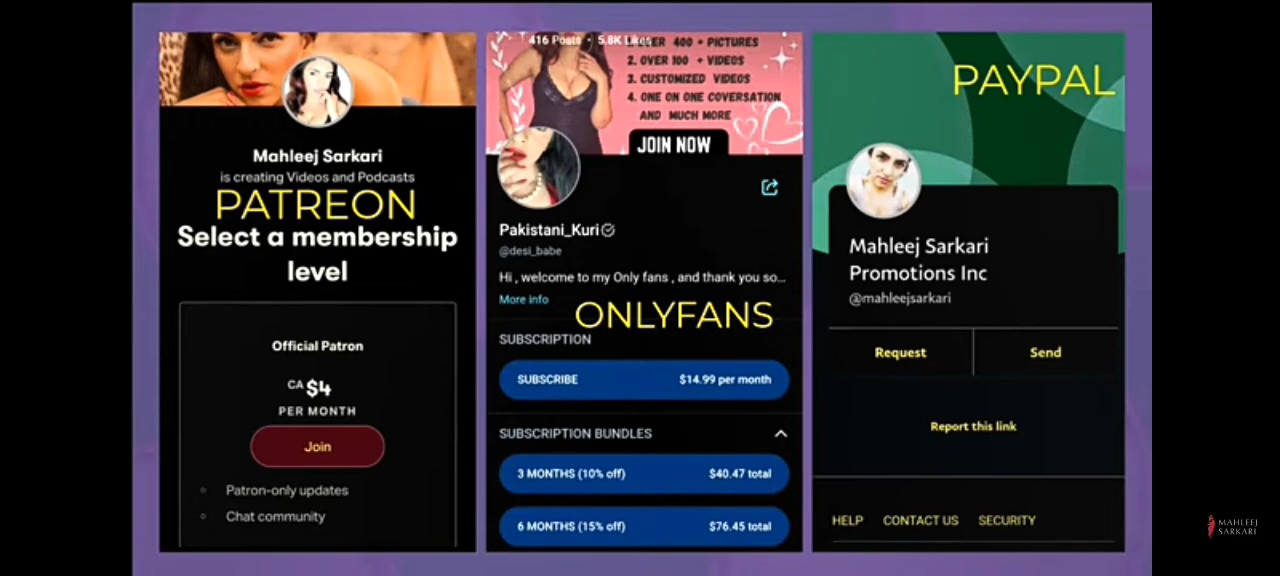 Mahleej Sarkari
is creating Videos and Podcasts
PATREON
Select a membership
level
Official Patron
CA $4
PER MONTH
Join
Patron-only updates
Chat community
416 Posts • 5.8K Likes
1. OVER 400 + PICTURES
2. OVER 100 + VIDEOS
3. CUSTOMIZED VIDEOS
4. ONE ON ONE COVERSATION
AND MUCH MORE
JOIN NOW
Pakistani_Kuri
@desi_babe
Hi , welcome to my Only fans , and thank you so...
More info
ONLYFANS
SUBSCRIPTION
SUBSCRIBE $14.99 per month
SUBSCRIPTION BUNDLES
3 MONTHS (10% off) $40.47 total
6 MONTHS (15% off) $76.45 total
PAYPAL
Mahleej Sarkari
Promotions Inc
@mahleejsarkari
Request Send
Report this link
HELP CONTACT US SECURITY
MAHLEEJ
SARKARI